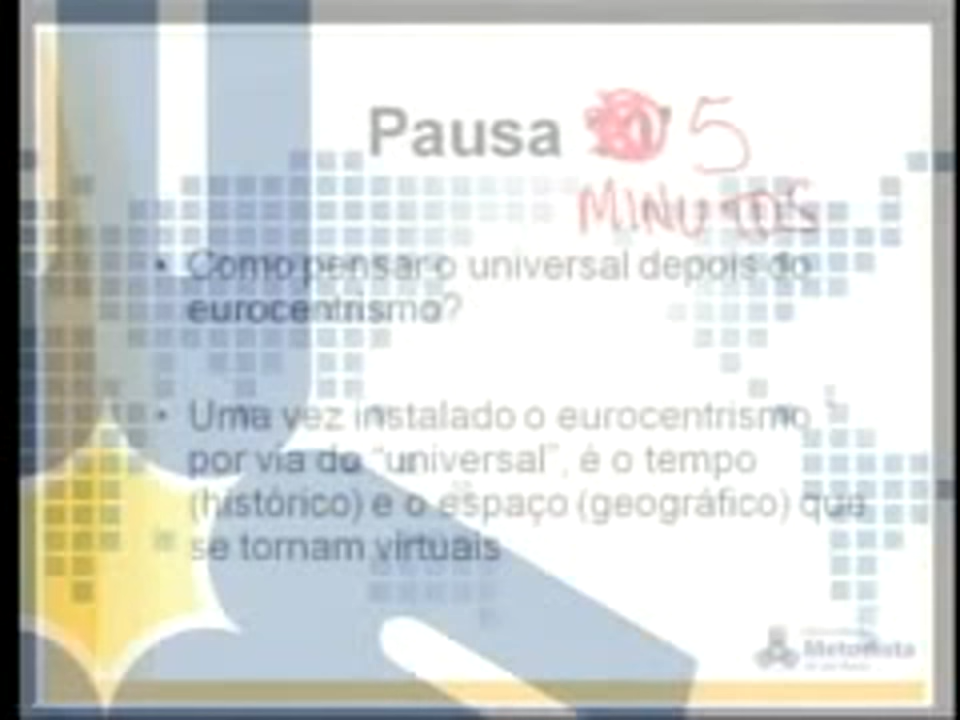 Pausa 5
MINUTOS
• Como pensar o universal depois do
eurocentrismo?
• Uma vez instalado o eurocentrismo
por via do “universal”, é o tempo
(histórico) e o espaço (geográfico) que
se tornam virtuais
Metodista